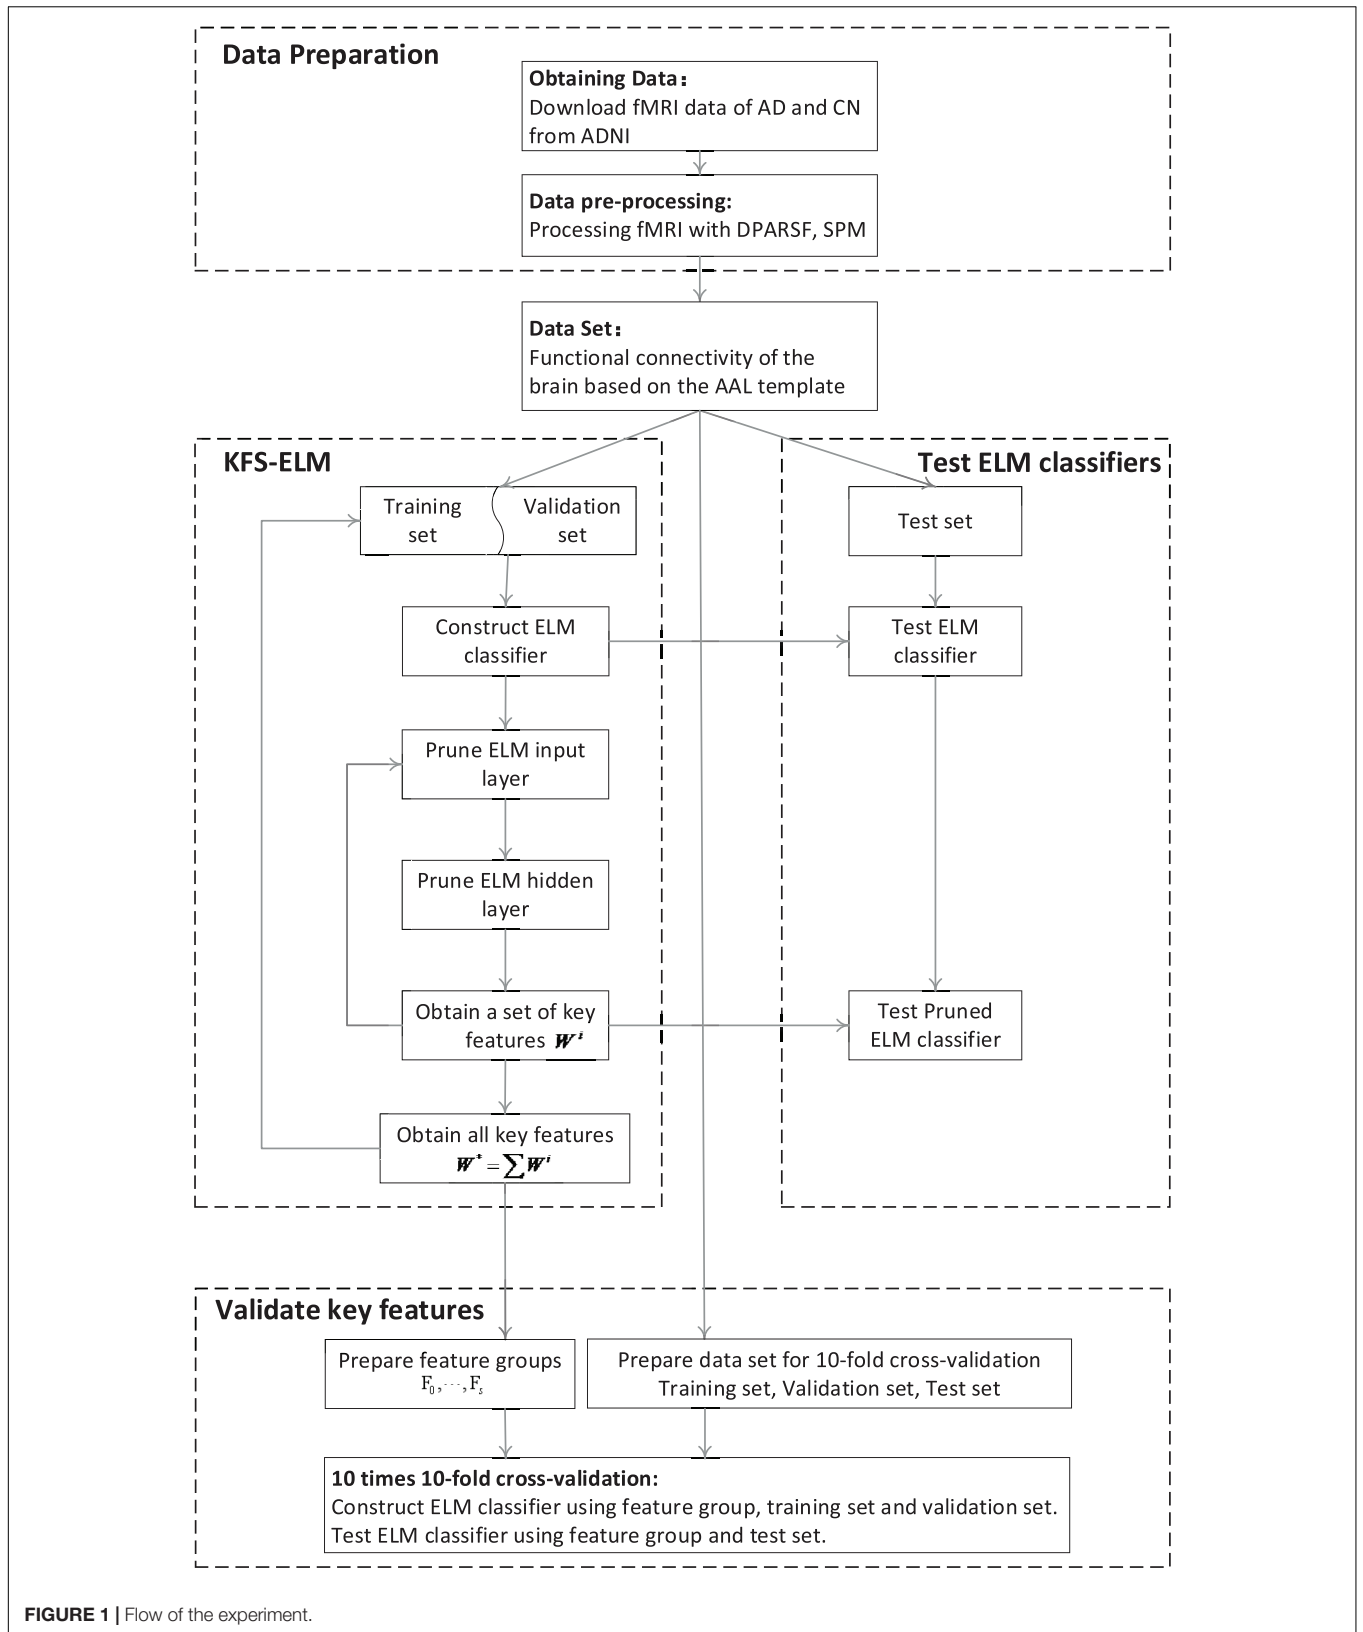 Data Preparation
Obtaining Data：
Download fMRI data of AD and CN
from ADNI
Data pre-processing:
Processing fMRI with DPARSF, SPM
Data Set：
Functional connectivity of the
brain based on the AAL template
KFS-ELM
Training
set
Validation
set
Construct ELM
classifier
Prune ELM input
layer
Prune ELM hidden
layer
Obtain a set of key
features W^i
Obtain all key features
W^* = ∑W^i
Test ELM classifiers
Test set
Test ELM
classifier
Test Pruned
ELM classifier
Validate key features
Prepare feature groups
F_0, ···, F_s
Prepare data set for 10-fold cross-validation
Training set, Validation set, Test set
10 times 10-fold cross-validation:
Construct ELM classifier using feature group, training set and validation set.
Test ELM classifier using feature group and test set.
FIGURE 1 | Flow of the experiment.